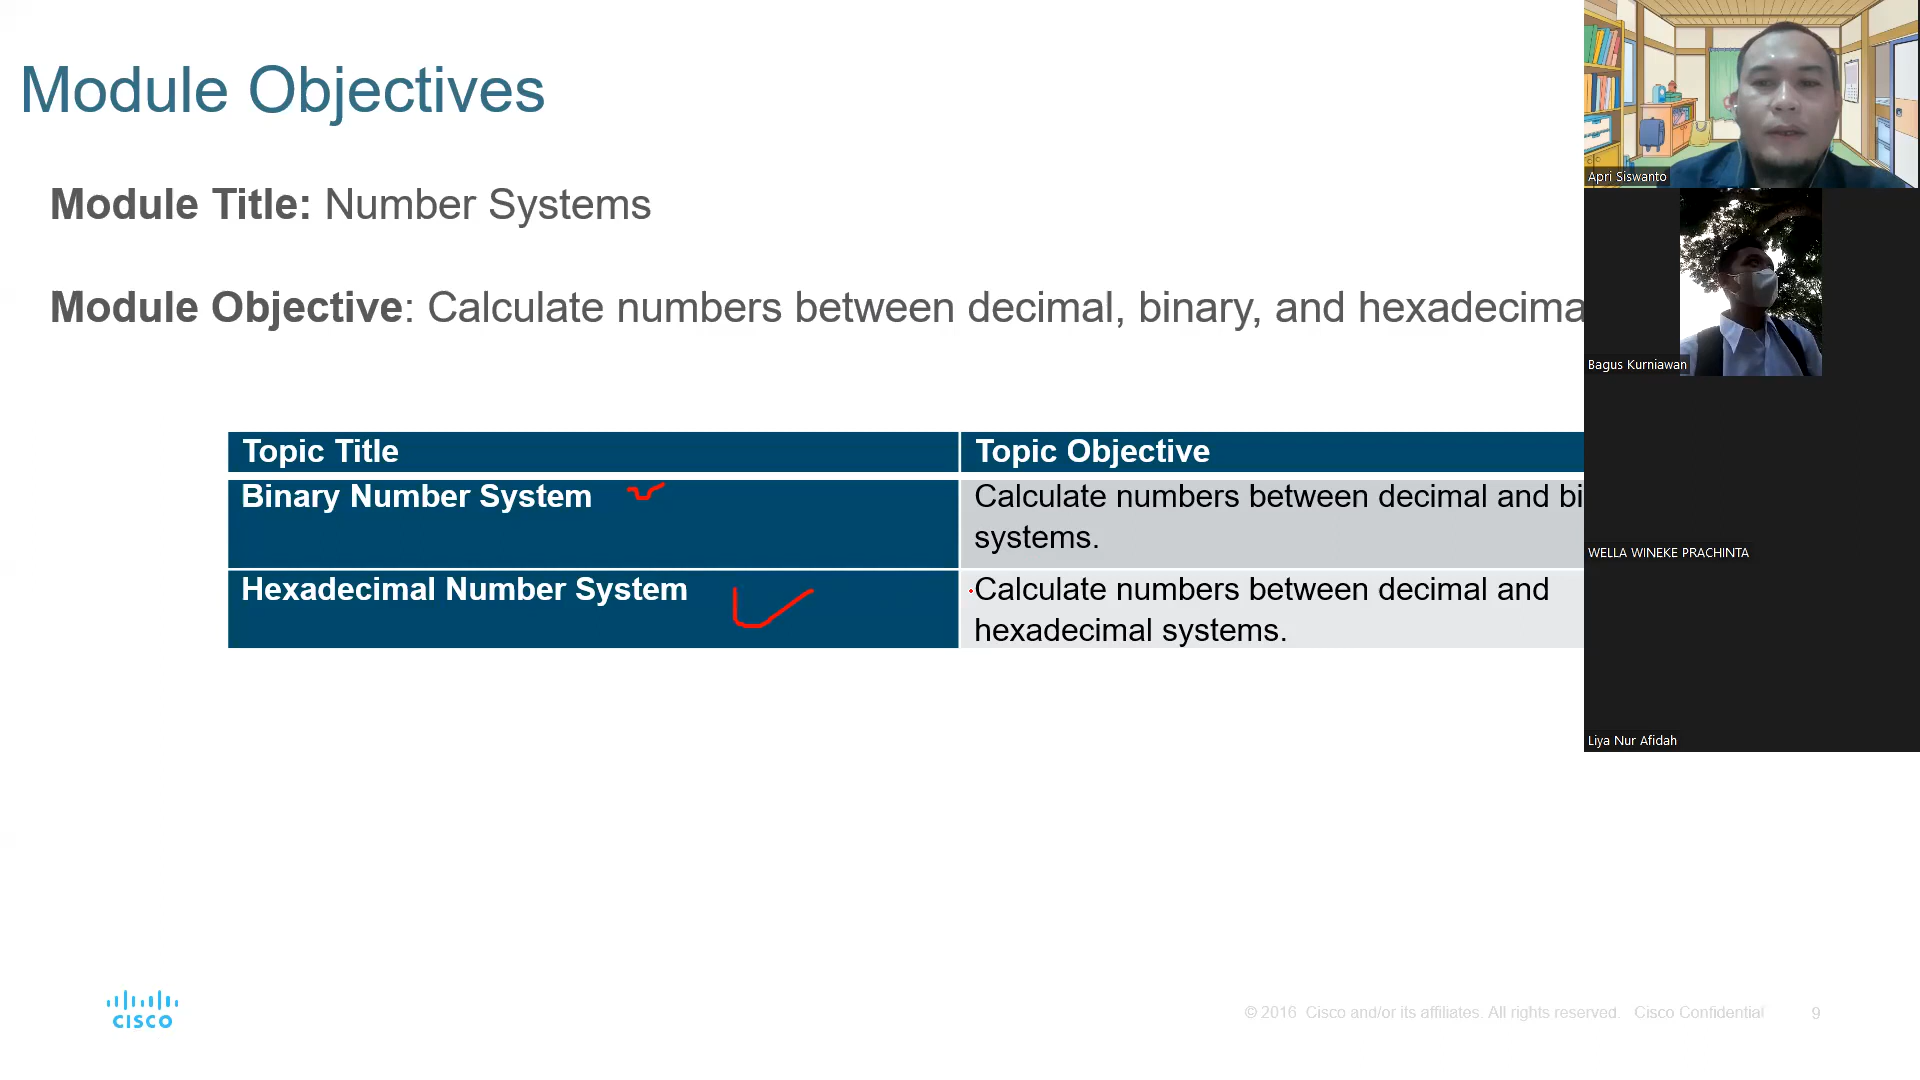 Module Objectives
Module Title: Number Systems
Module Objective: Calculate numbers between decimal, binary, and hexadecima
Topic Title
Topic Objective
Binary Number System
Calculate numbers between decimal and bi
systems.
Hexadecimal Number System
Calculate numbers between decimal and
hexadecimal systems.
Apri Siswanto
Bagus Kurniawan
WELLA WINEKE PRACHINTA
Liya Nur Afidah
CISCO
© 2016 Cisco and/or its affiliates. All rights reserved. Cisco Confidential 9